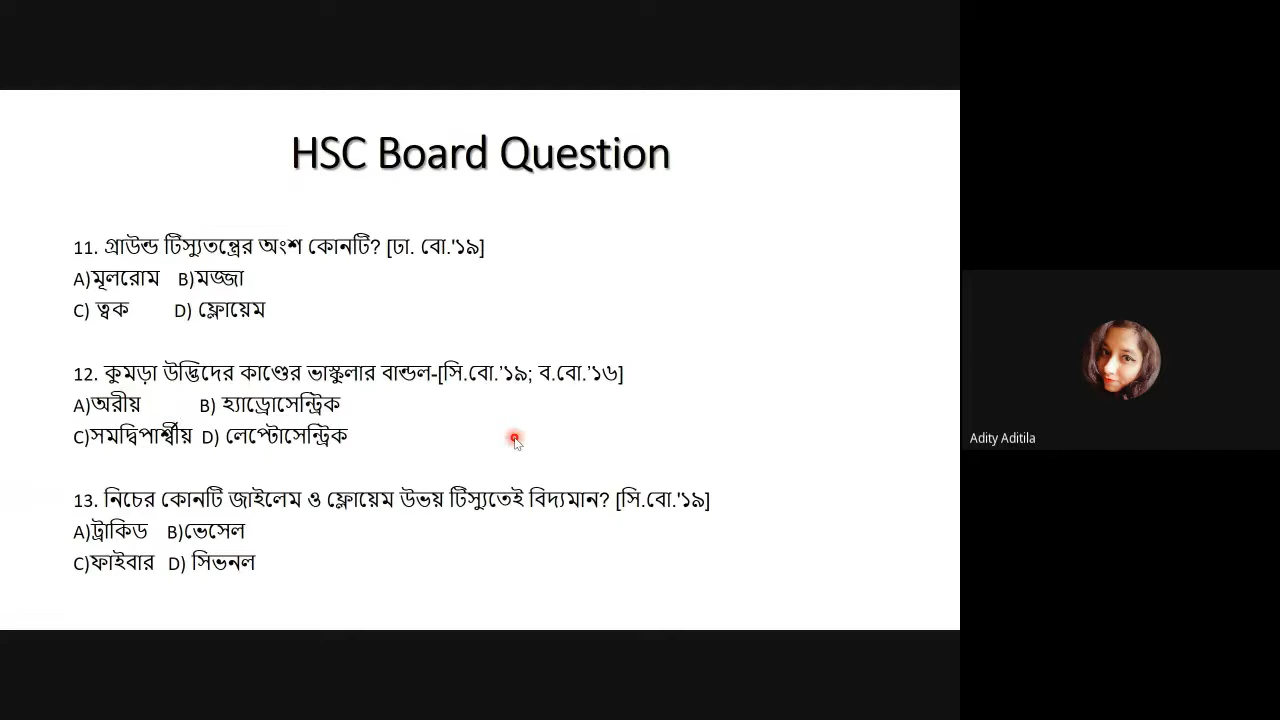 HSC Board Question
11. গ্রাউন্ড টিস্যুতন্ত্রের অংশ কোনটি? [ঢা. বো.'১৯]
A)মূলরোম B)মজ্জা
C) ত্বক D) ফ্লোয়েম
12. কুমড়া উদ্ভিদের কাণ্ডের ভাস্কুলার বান্ডল-[সি.বো.'১৯; ব.বো.'১৬]
A)অরীয় B) হ্যাড্রোসেন্ট্রিক
C)সমদ্বিপার্শ্বীয় D) লেপ্টোসেন্ট্রিক
13. নিচের কোনটি জাইলেম ও ফ্লোয়েম উভয় টিস্যুতেই বিদ্যমান? [সি.বো.'১৯]
A)ট্রাকিড B)ভেসেল
C)ফাইবার D) সিভনল
Adity Aditila